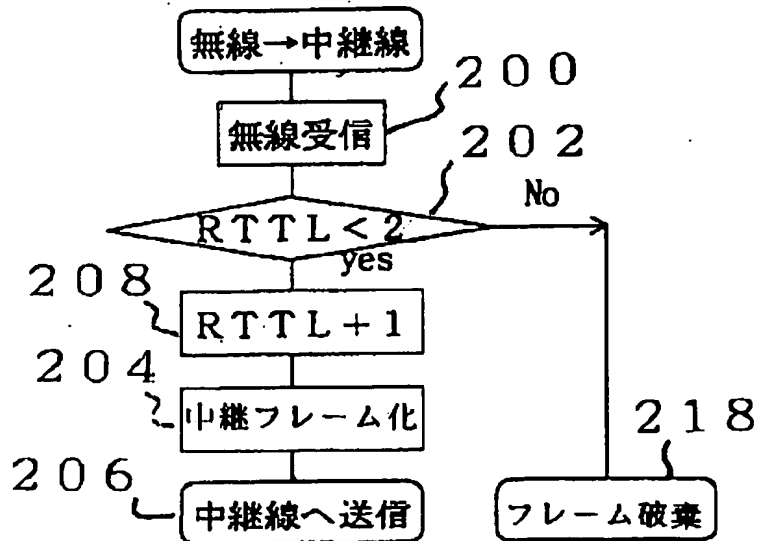 無線→中継線
200
無線受信
202
No
RTTL<2
yes
208
RTTL+1
204
中継フレーム化
218
206
中継線へ送信
フレーム破棄